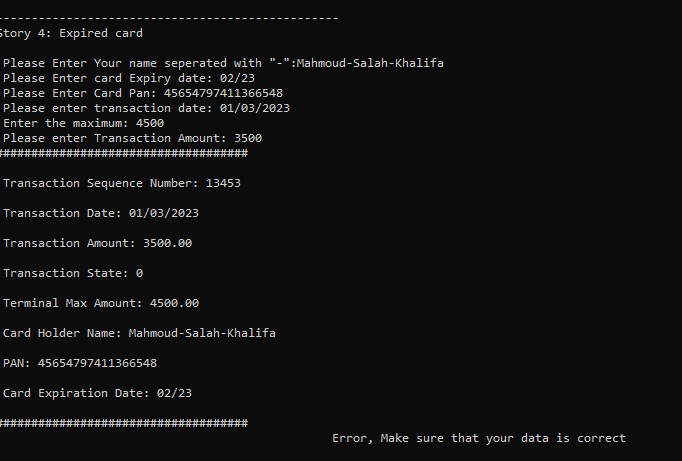 ------------------------------------------------
Story 4: Expired card
Please Enter Your name seperated with "-":Mahmoud-Salah-Khalifa
Please Enter card Expiry date: 02/23
Please Enter Card Pan: 45654797411366548
Please enter transaction date: 01/03/2023
Enter the maximum: 4500
Please enter Transaction Amount: 3500
####################################
Transaction Sequence Number: 13453
Transaction Date: 01/03/2023
Transaction Amount: 3500.00
Transaction State: 0
Terminal Max Amount: 4500.00
Card Holder Name: Mahmoud-Salah-Khalifa
PAN: 45654797411366548
Card Expiration Date: 02/23
####################################
Error, Make sure that your data is correct